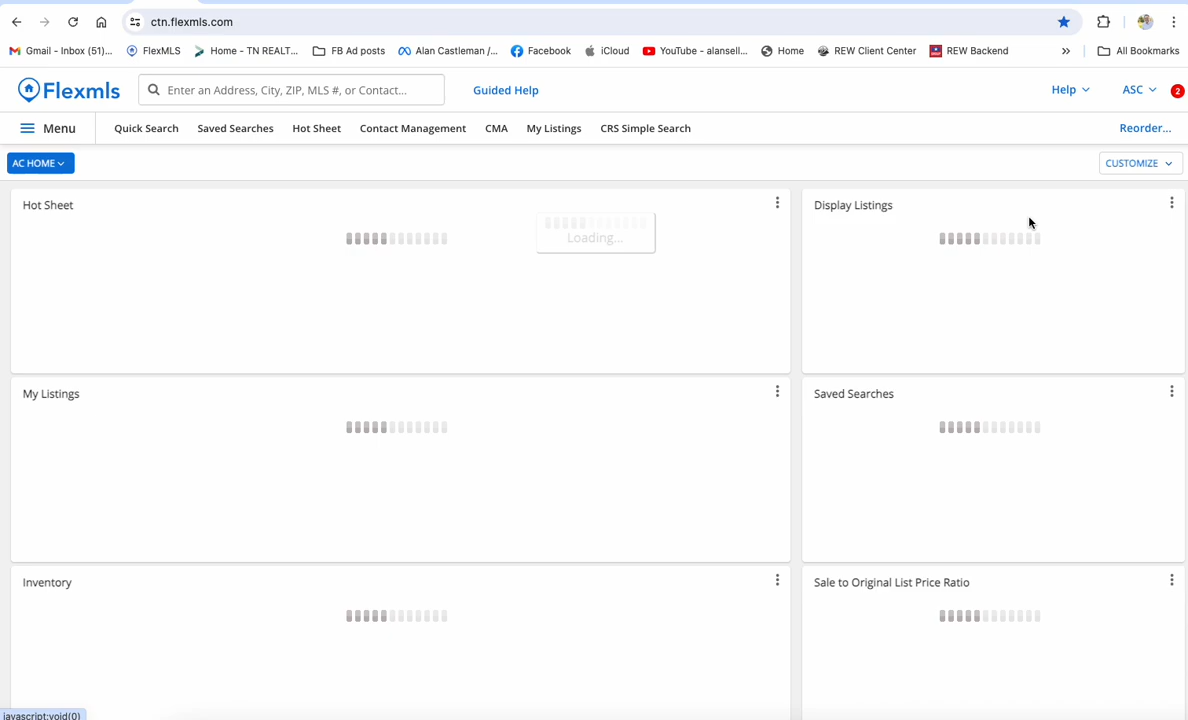 ctn.flexmls.com
Gmail - Inbox (51)... FlexMLS Home - TN REALT... FB Ad posts Alan Castleman /... Facebook iCloud YouTube - alansell... Home REW Client Center REW Backend » All Bookmarks
Flexmls Enter an Address, City, ZIP, MLS #, or Contact... Guided Help Help ASC 2
Menu Quick Search Saved Searches Hot Sheet Contact Management CMA My Listings CRS Simple Search Reorder...
AC HOME CUSTOMIZE
Hot Sheet Display Listings
Loading...
My Listings Saved Searches
Inventory Sale to Original List Price Ratio
javascript:void(0)